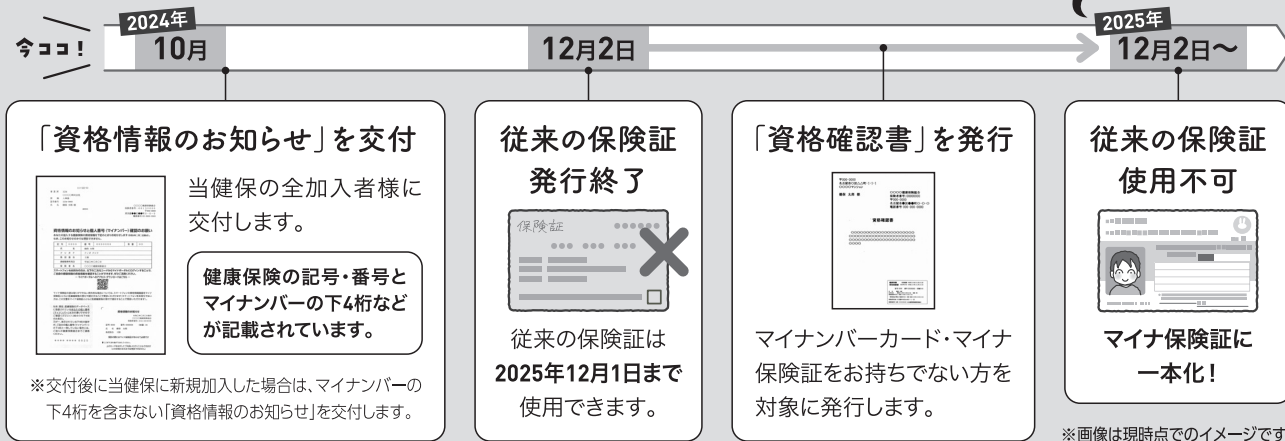 今ココ!
2024年
10月
12月2日
2025年
12月2日〜
「資格情報のお知らせ」を交付
当健保の全加入者様に
交付します。
健康保険の記号・番号と
マイナンバーの下4桁など
が記載されています。
※交付後に当健保に新規加入した場合は、マイナンバーの
下4桁を含まない「資格情報のお知らせ」を交付します。
従来の保険証
発行終了
保険証
従来の保険証は
2025年12月1日まで
使用できます。
「資格確認書」を発行
資格確認書
マイナンバーカード・マイナ
保険証をお持ちでない方を
対象に発行します。
従来の保険証
使用不可
マイナ保険証に
一本化!
※画像は現時点でのイメージです